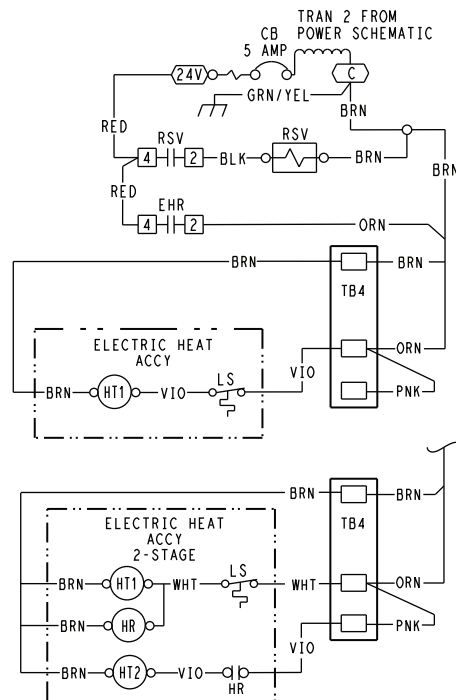 TRAN 2 FROM
POWER SCHEMATIC
CB
5 AMP
24V
C
GRN/YEL
BRN
RED
RSV
4
2
BLK
RSV
BRN
BRN
RED
EHR
4
2
ORN
BRN
BRN
TB4
ELECTRIC HEAT
ACCY
ORN
VIO
LS
BRN
HT1
VIO
PNK
BRN
BRN
TB4
ELECTRIC HEAT
ACCY
2-STAGE
LS
BRN
HT1
WHT
WHT
ORN
BRN
HR
PNK
VIO
BRN
HT2
VIO
HR